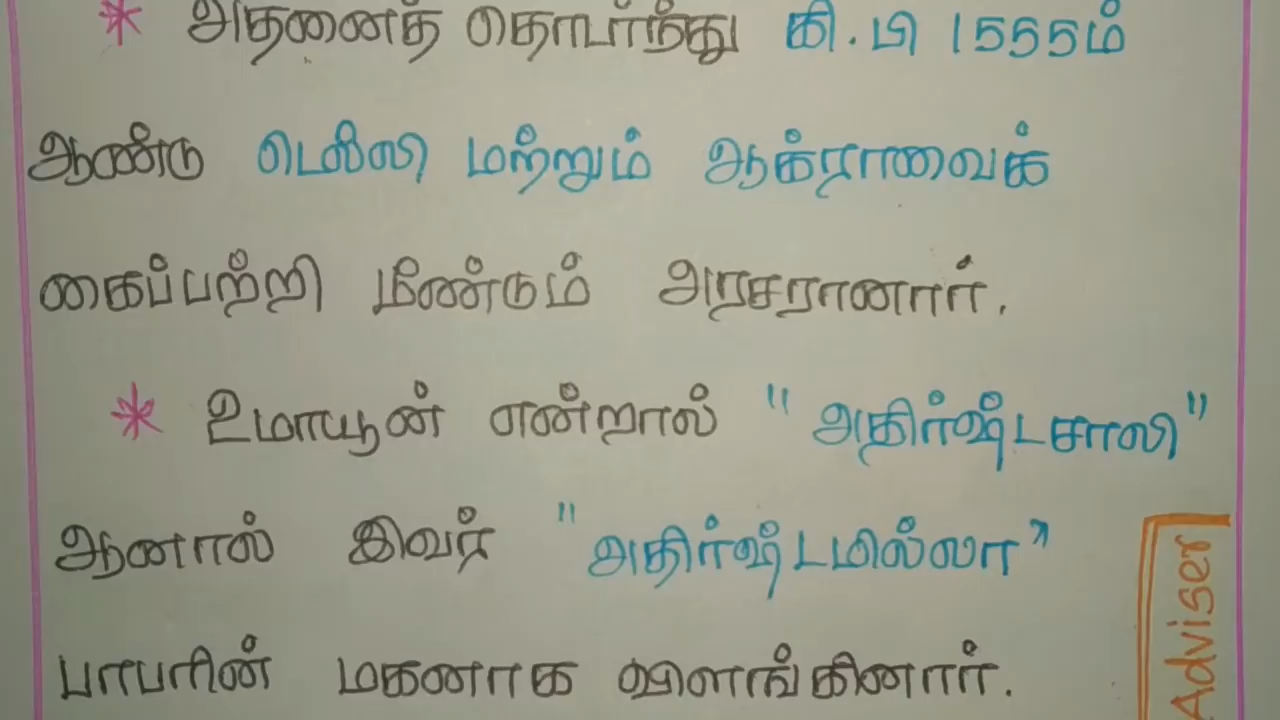 * அதனைத் தொடர்ந்து கி.பி 1555ம்
ஆண்டு டெல்லி மற்றும் ஆக்ராவைக்
கைப்பற்றி மீண்டும் அரசரானார்.
* உமாயூன் என்றால் "அதிர்ஷ்டசாலி"
ஆனால் இவர் "அதிர்ஷ்டமில்லா"
பாபரின் மகனாக விளங்கினார்.
Adviser